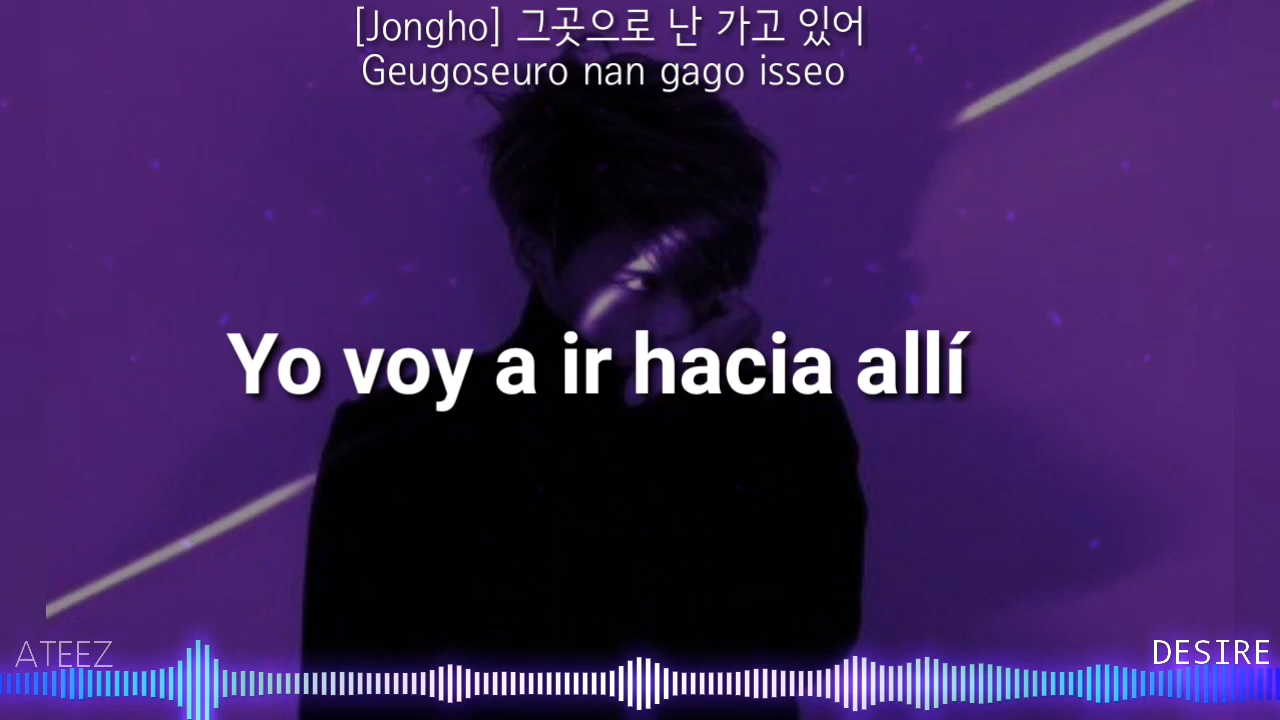 [Jongho] 그곳으로 난 가고 있어
Geugoseuro nan gago isseo
Yo voy a ir hacia allí
ATEEZ
DESIRE